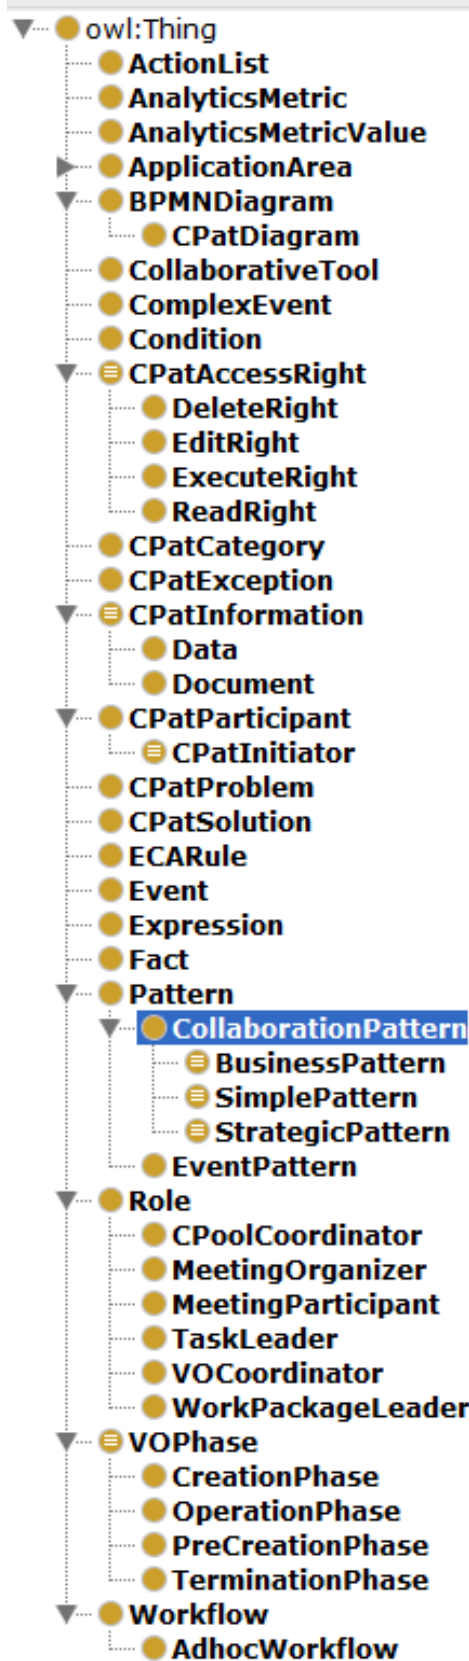 owl:Thing
ActionList
AnalyticsMetric
AnalyticsMetricValue
ApplicationArea
BPMNDiagram
CPatDiagram
CollaborativeTool
ComplexEvent
Condition
CPatAccessRight
DeleteRight
EditRight
ExecuteRight
ReadRight
CPatCategory
CPatException
CPatInformation
Data
Document
CPatParticipant
CPatInitiator
CPatProblem
CPatSolution
ECARule
Event
Expression
Fact
Pattern
CollaborationPattern
BusinessPattern
SimplePattern
StrategicPattern
EventPattern
Role
CPoolCoordinator
MeetingOrganizer
MeetingParticipant
TaskLeader
VOCoordinator
WorkPackageLeader
VOPhase
CreationPhase
OperationPhase
PreCreationPhase
TerminationPhase
Workflow
AdhocWorkflow